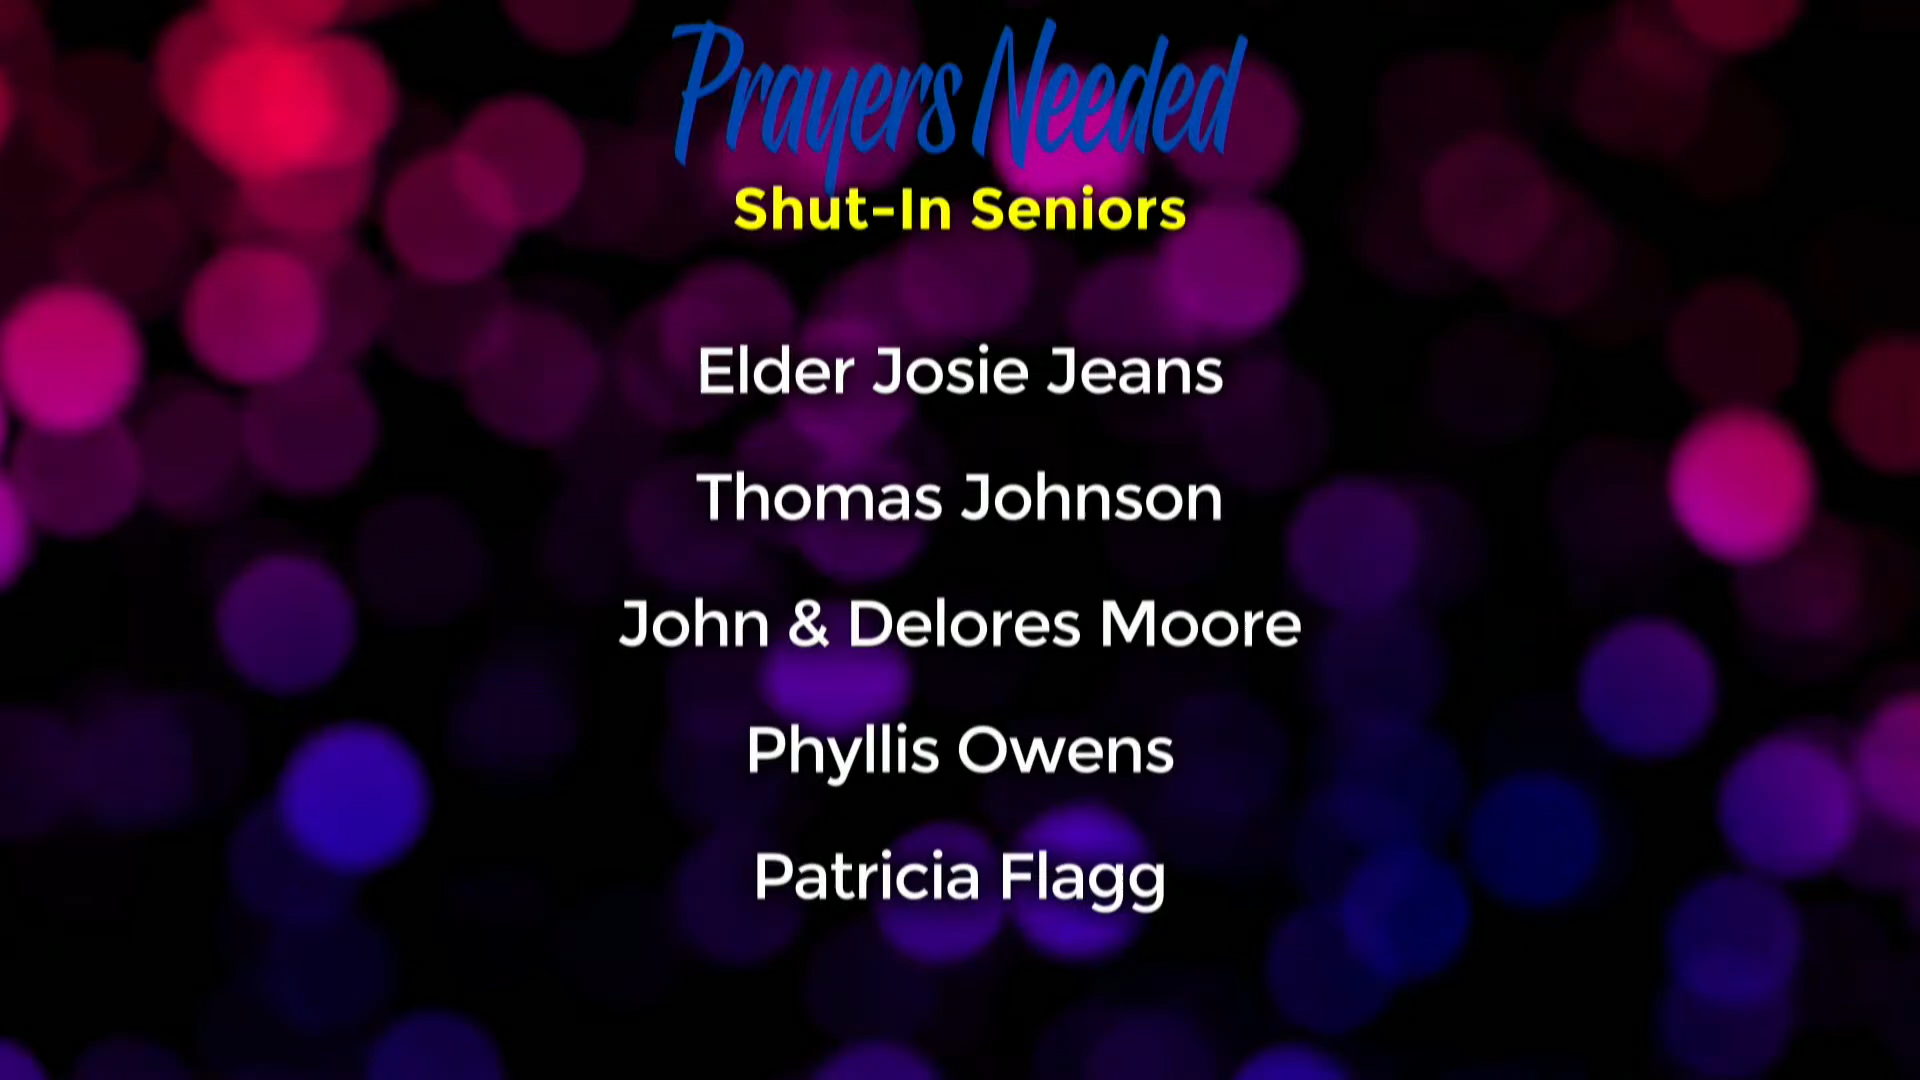 Prayers Needed
Shut-In Seniors
Elder Josie Jeans
Thomas Johnson
John & Delores Moore
Phyllis Owens
Patricia Flagg